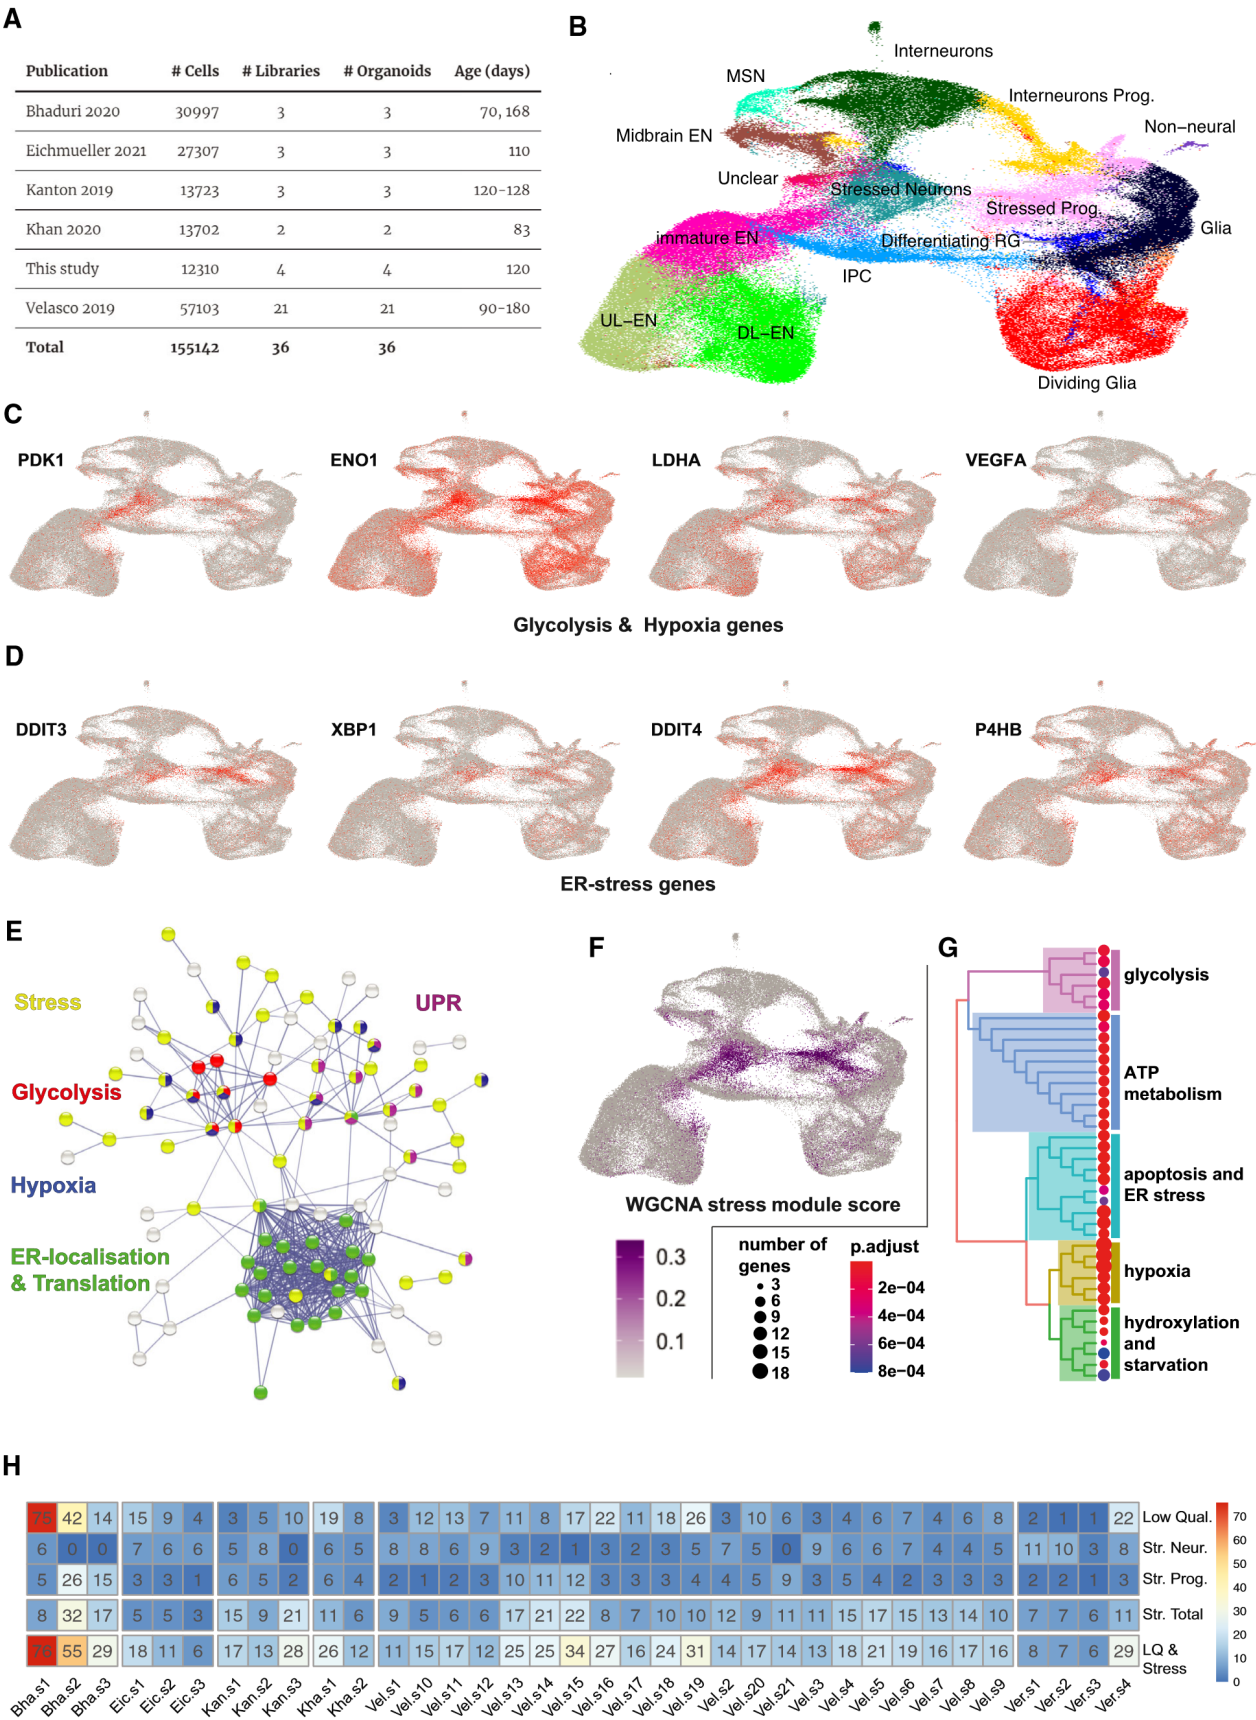 A
Publication # Cells # Libraries # Organoids Age (days)
Bhaduri 2020 30997 3 3 70, 168
Eichmueller 2021 27307 3 3 110
Kanton 2019 13723 3 3 120-128
Khan 2020 13702 2 2 83
This study 12310 4 4 120
Velasco 2019 57103 21 21 90-180
Total 155142 36 36
B
Interneurons
MSN
Interneurons Prog.
Midbrain EN
Non-neural
Unclear
Stressed Neurons
Stressed Prog.
Glia
immature EN
Differentiating RG
IPC
UL-EN
DL-EN
Dividing Glia
C
PDK1 ENO1 LDHA VEGFA
Glycolysis & Hypoxia genes
D
DDIT3 XBP1 DDIT4 P4HB
ER-stress genes
E
Stress
UPR
Glycolysis
Hypoxia
ER-localisation
& Translation
F
WGCNA stress module score
0.3
0.2
0.1
number of
genes
3
6
9
12
15
18
p.adjust
2e-04
4e-04
6e-04
8e-04
G
glycolysis
ATP
metabolism
apoptosis and
ER stress
hypoxia
hydroxylation
and
starvation
H
75 42 14 15 9 4 3 5 10 19 8 3 12 13 7 11 8 17 22 11 18 26 3 10 6 3 4 6 7 4 6 8 2 1 1 22 Low Qual.
6 0 0 7 6 6 5 8 0 6 5 8 8 6 9 3 2 1 3 2 3 5 7 5 0 9 6 6 7 4 4 5 11 10 3 8 Str. Neur.
5 26 15 3 3 1 6 5 2 6 4 2 1 2 3 10 11 12 3 3 3 4 4 5 9 3 5 4 2 3 3 3 2 2 1 3 Str. Prog.
8 32 17 5 5 3 15 9 21 11 6 9 5 6 6 17 21 22 8 7 10 10 12 9 11 11 15 17 15 13 14 10 7 7 6 11 Str. Total
76 55 29 18 11 6 17 13 28 26 12 11 15 17 12 25 25 34 27 16 24 31 14 17 14 13 18 21 19 16 17 16 8 7 6 29 LQ &
Stress
Bha.s1 Bha.s2 Bha.s3 Eic.s1 Eic.s2 Eic.s3 Kan.s1 Kan.s2 Kan.s3 Kha.s1 Kha.s2 Vel.s1 Vel.s10 Vel.s11 Vel.s12 Vel.s13 Vel.s14 Vel.s15 Vel.s16 Vel.s17 Vel.s18 Vel.s19 Vel.s2 Vel.s20 Vel.s21 Vel.s3 Vel.s4 Vel.s5 Vel.s6 Vel.s7 Vel.s8 Vel.s9 Ver.s1 Ver.s2 Ver.s3 Ver.s4
70
60
50
40
30
20
10
0